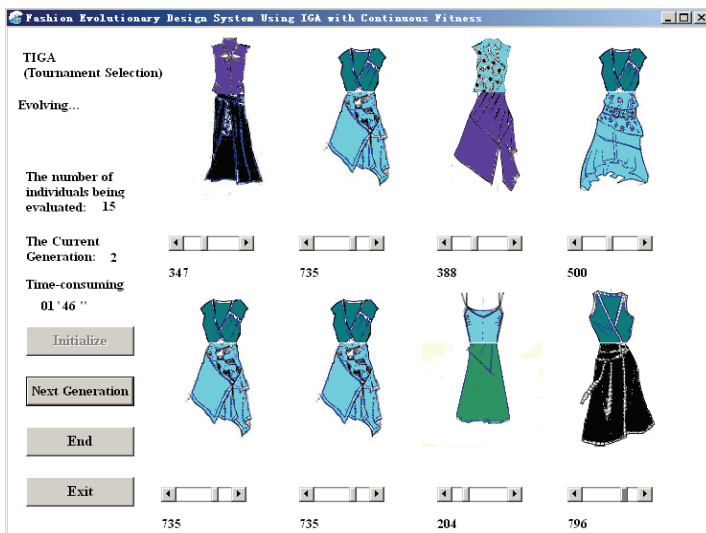 Fashion Evolutionary Design System Using IGA with Continuous Fitness
TIGA
(Tournament Selection)
Evolving...
The number of
individuals being
evaluated: 15
The Current
Generation: 2
Time-consuming
01 ' 46 "
Initialize
Next Generation
End
Exit
347
735
388
500
735
735
204
796